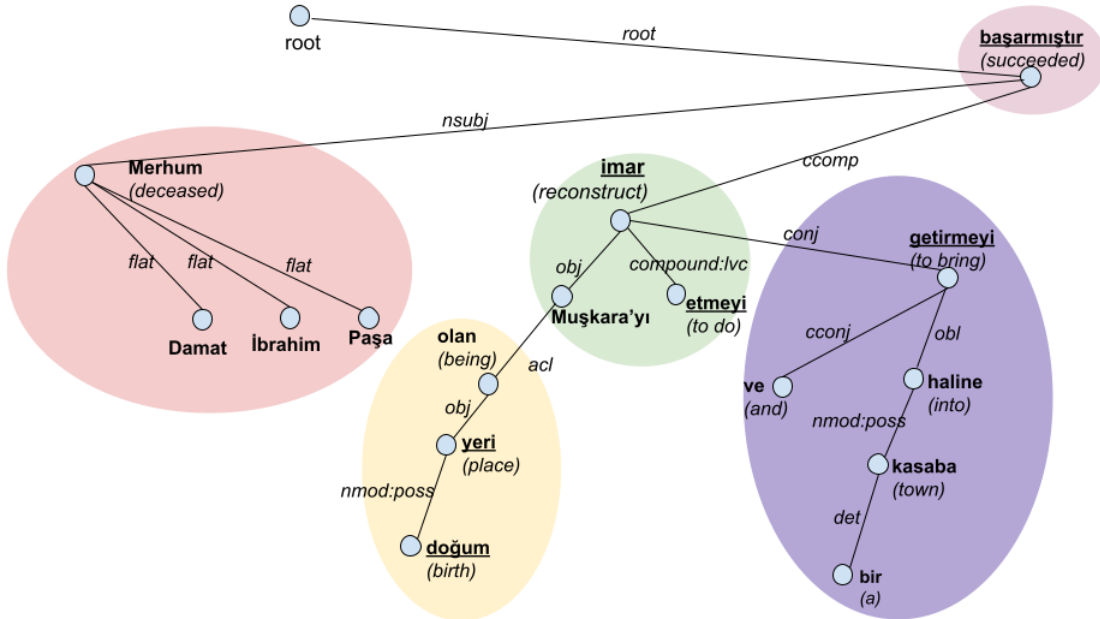 root
root
başarmıştır
(succeeded)
nsubj
ccomp
Merhum
(deceased)
flat
flat
flat
Damat
İbrahim
Paşa
imar
(reconstruct)
obj
compound:lvc
Muşkara’yı
etmeyi
(to do)
conj
getirmeyi
(to bring)
cconj
obl
ve
(and)
haline
(into)
nmod:poss
kasaba
(town)
det
bir
(a)
acl
olan
(being)
obj
yeri
(place)
nmod:poss
doğum
(birth)